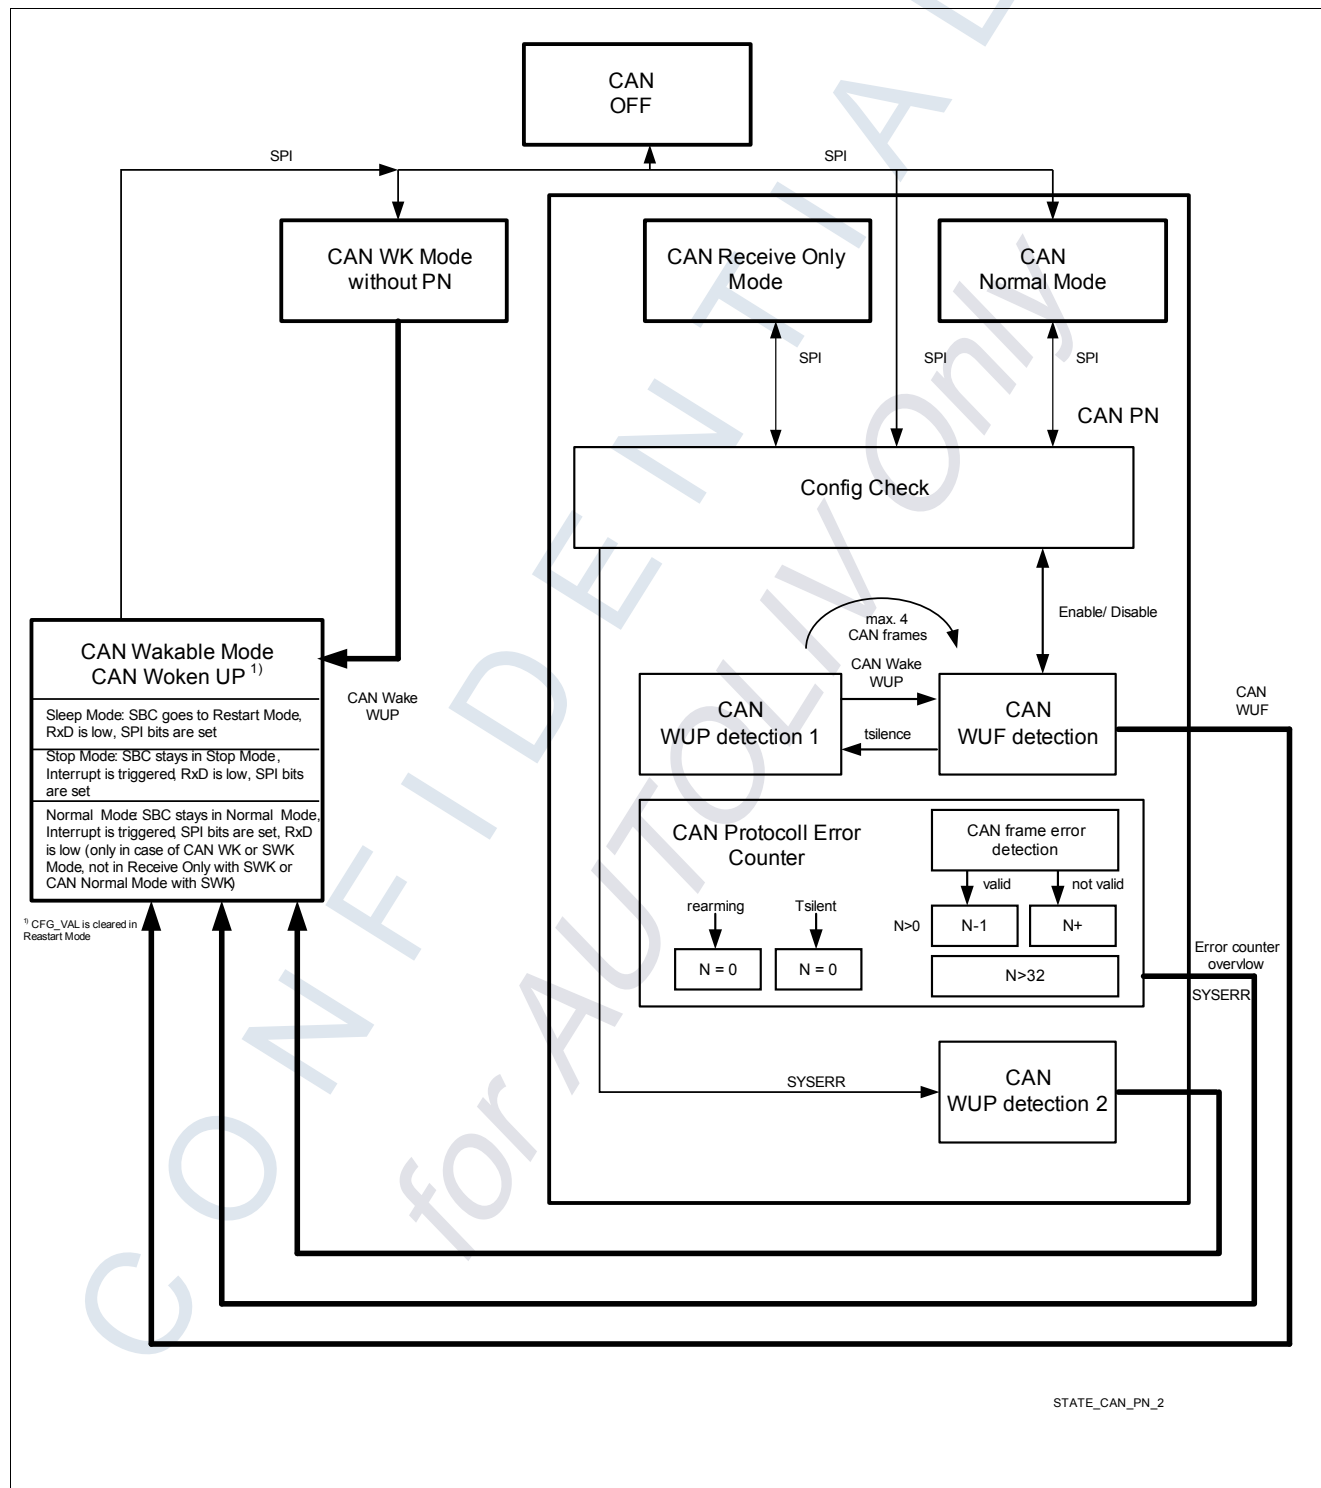 CAN
OFF
SPI
SPI
CAN WK Mode
without PN
CAN Receive Only
Mode
CAN
Normal Mode
SPI
SPI
SPI
CAN PN
Config Check
Enable/ Disable
max. 4
CAN frames
CAN Wake
WUP
CAN
WUP detection 1
tsilence
CAN
WUF detection
CAN
WUF
CAN Wakable Mode
CAN Woken UP 1)
CAN Wake
WUP
Sleep Mode: SBC goes to Restart Mode,
RxD is low, SPI bits are set
Stop Mode: SBC stays in Stop Mode,
Interrupt is triggered, RxD is low, SPI bits
are set
Normal Mode: SBC stays in Normal Mode,
Interrupt is triggered, SPI bits are set, RxD
is low (only in case of CAN WK or SWK
Mode, not in Receive Only with SWK or
CAN Normal Mode with SWK)
1) CFG_VAL is cleared in
Reastart Mode
CAN Protocoll Error
Counter
CAN frame error
detection
valid
not valid
rearming
Tsilent
N>0
N-1
N+
N = 0
N = 0
N>32
Error counter
overvlow
SYSERR
SYSERR
CAN
WUP detection 2
STATE_CAN_PN_2
CONFIDENTIAL
for AUTOLIV Only